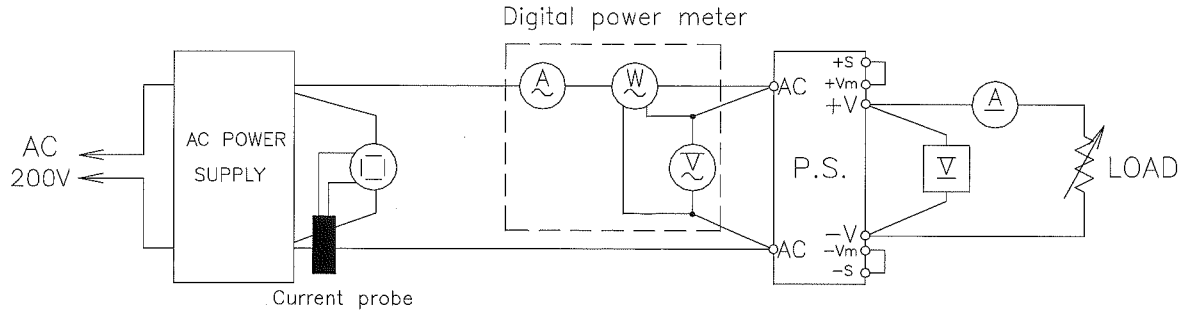 Digital power meter
AC
200V
AC POWER
SUPPLY
Current probe
A
W
V
AC
AC
P.S.
+S
+Vm
+V
-V
-Vm
-S
A
V
LOAD